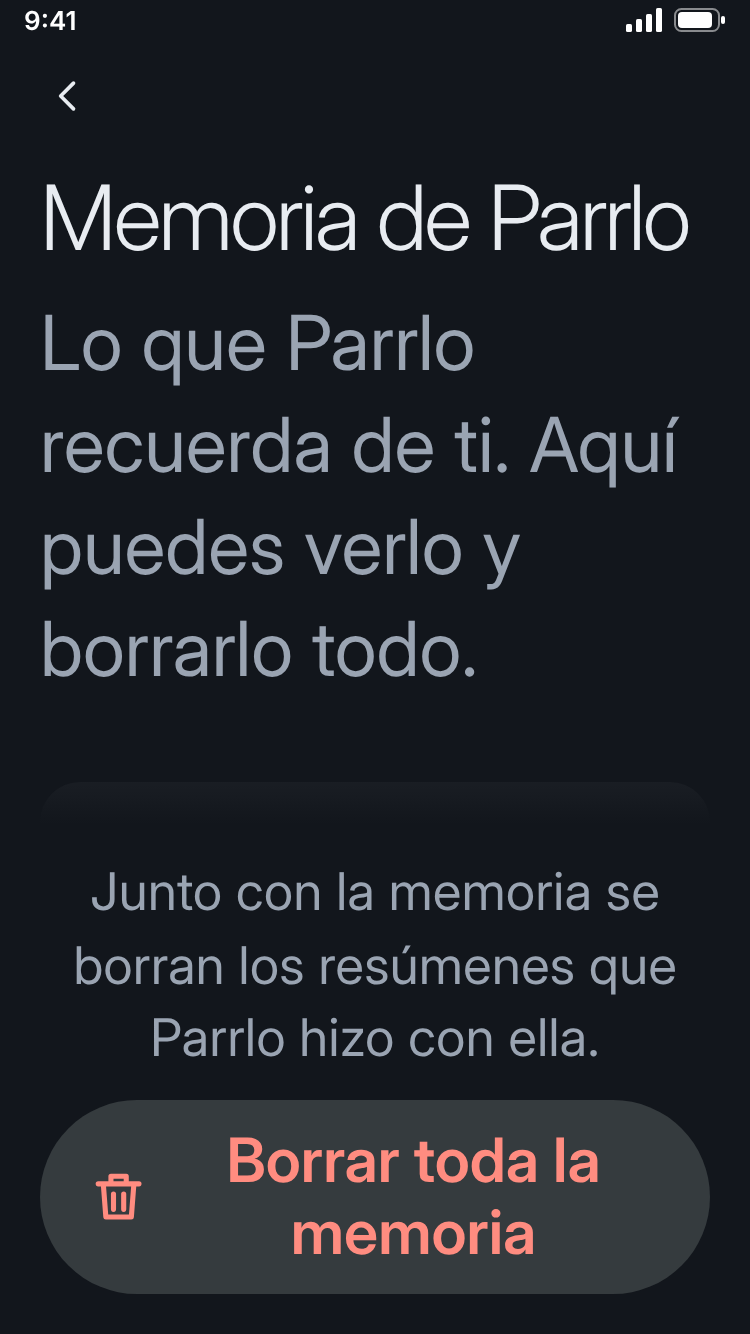 9:41
Memoria de Parrlo
Lo que Parrlo
recuerda de ti. Aquí
puedes verlo y
borrarlo todo.
Junto con la memoria se
borran los resúmenes que
Parrlo hizo con ella.
Borrar toda la
memoria